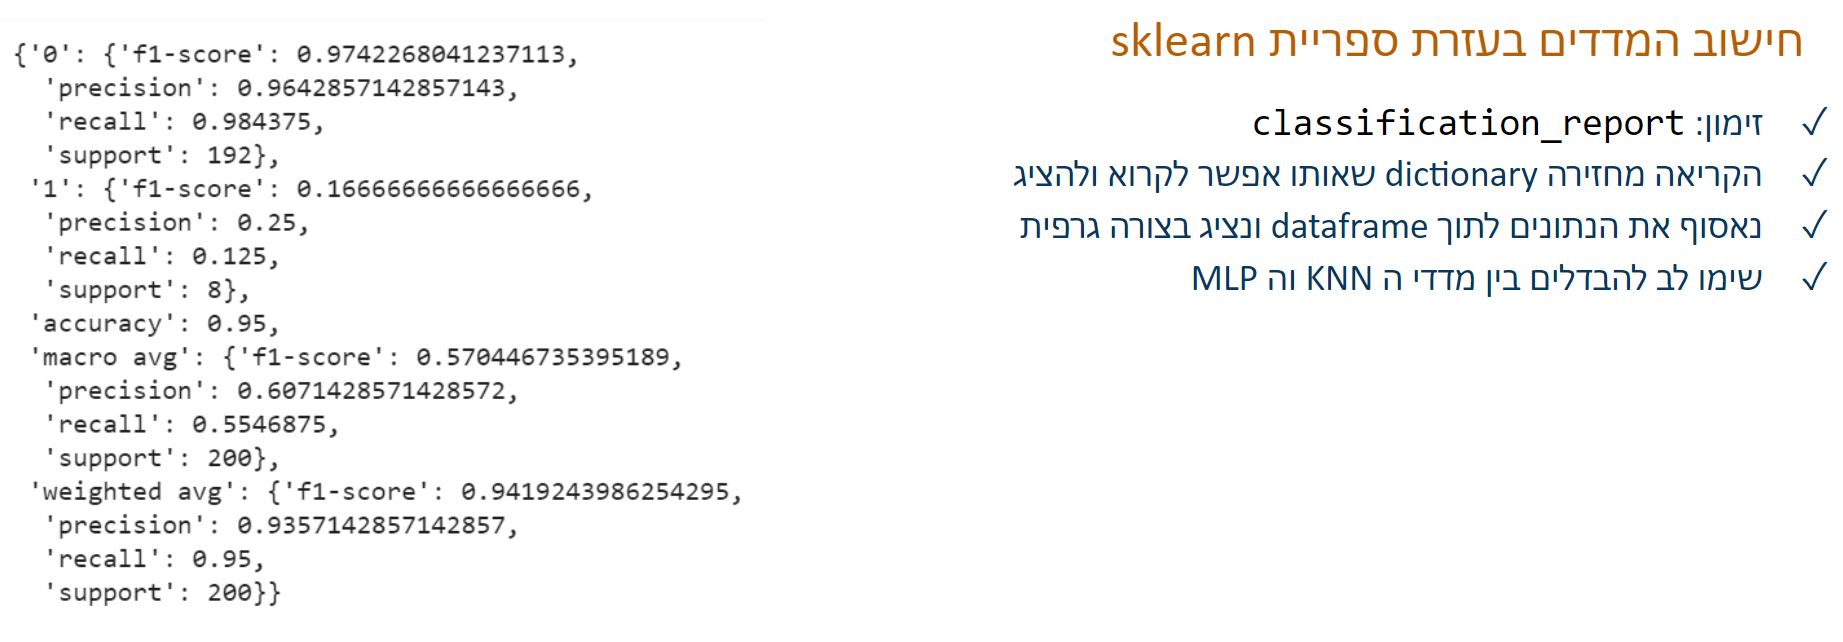 חישוב המדדים בעזרת ספריית sklearn
✓ זימון: classification_report
✓ הקריאה מחזירה dictionary שאותו אפשר לקרוא ולהציג
✓ נאסוף את הנתונים לתוך dataframe ונציג בצורה גרפית
✓ שימו לב להבדלים בין מדדי ה KNN וה MLP
{'0': {'f1-score': 0.9742268041237113,
'precision': 0.9642857142857143,
'recall': 0.984375,
'support': 192},
'1': {'f1-score': 0.16666666666666666,
'precision': 0.25,
'recall': 0.125,
'support': 8},
'accuracy': 0.95,
'macro avg': {'f1-score': 0.570446735395189,
'precision': 0.6071428571428572,
'recall': 0.5546875,
'support': 200},
'weighted avg': {'f1-score': 0.9419243986254295,
'precision': 0.9357142857142857,
'recall': 0.95,
'support': 200}}